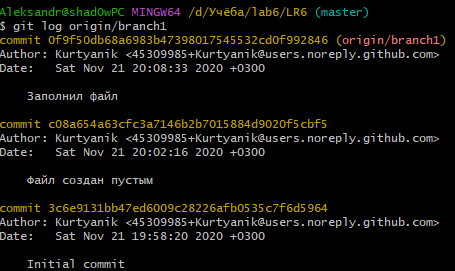 Aleksandr@shad0wPC MINGW64 /d/Учёба/lab6/LR6 (master)
$ git log origin/branch1
commit 0f9f50db68a6983b47398017545532cd0f992846 (origin/branch1)
Author: Kurtyanik <45309985+Kurtyanik@users.noreply.github.com>
Date:   Sat Nov 21 20:08:33 2020 +0300
Заполнил файл
commit c08a654a63cfc3a7146b2b7015884d9020f5cbf5
Author: Kurtyanik <45309985+Kurtyanik@users.noreply.github.com>
Date:   Sat Nov 21 20:02:16 2020 +0300
Файл создан пустым
commit 3c6e9131bb47ed6009c28226afb0535c7f6d5964
Author: Kurtyanik <45309985+Kurtyanik@users.noreply.github.com>
Date:   Sat Nov 21 19:58:20 2020 +0300
Initial commit